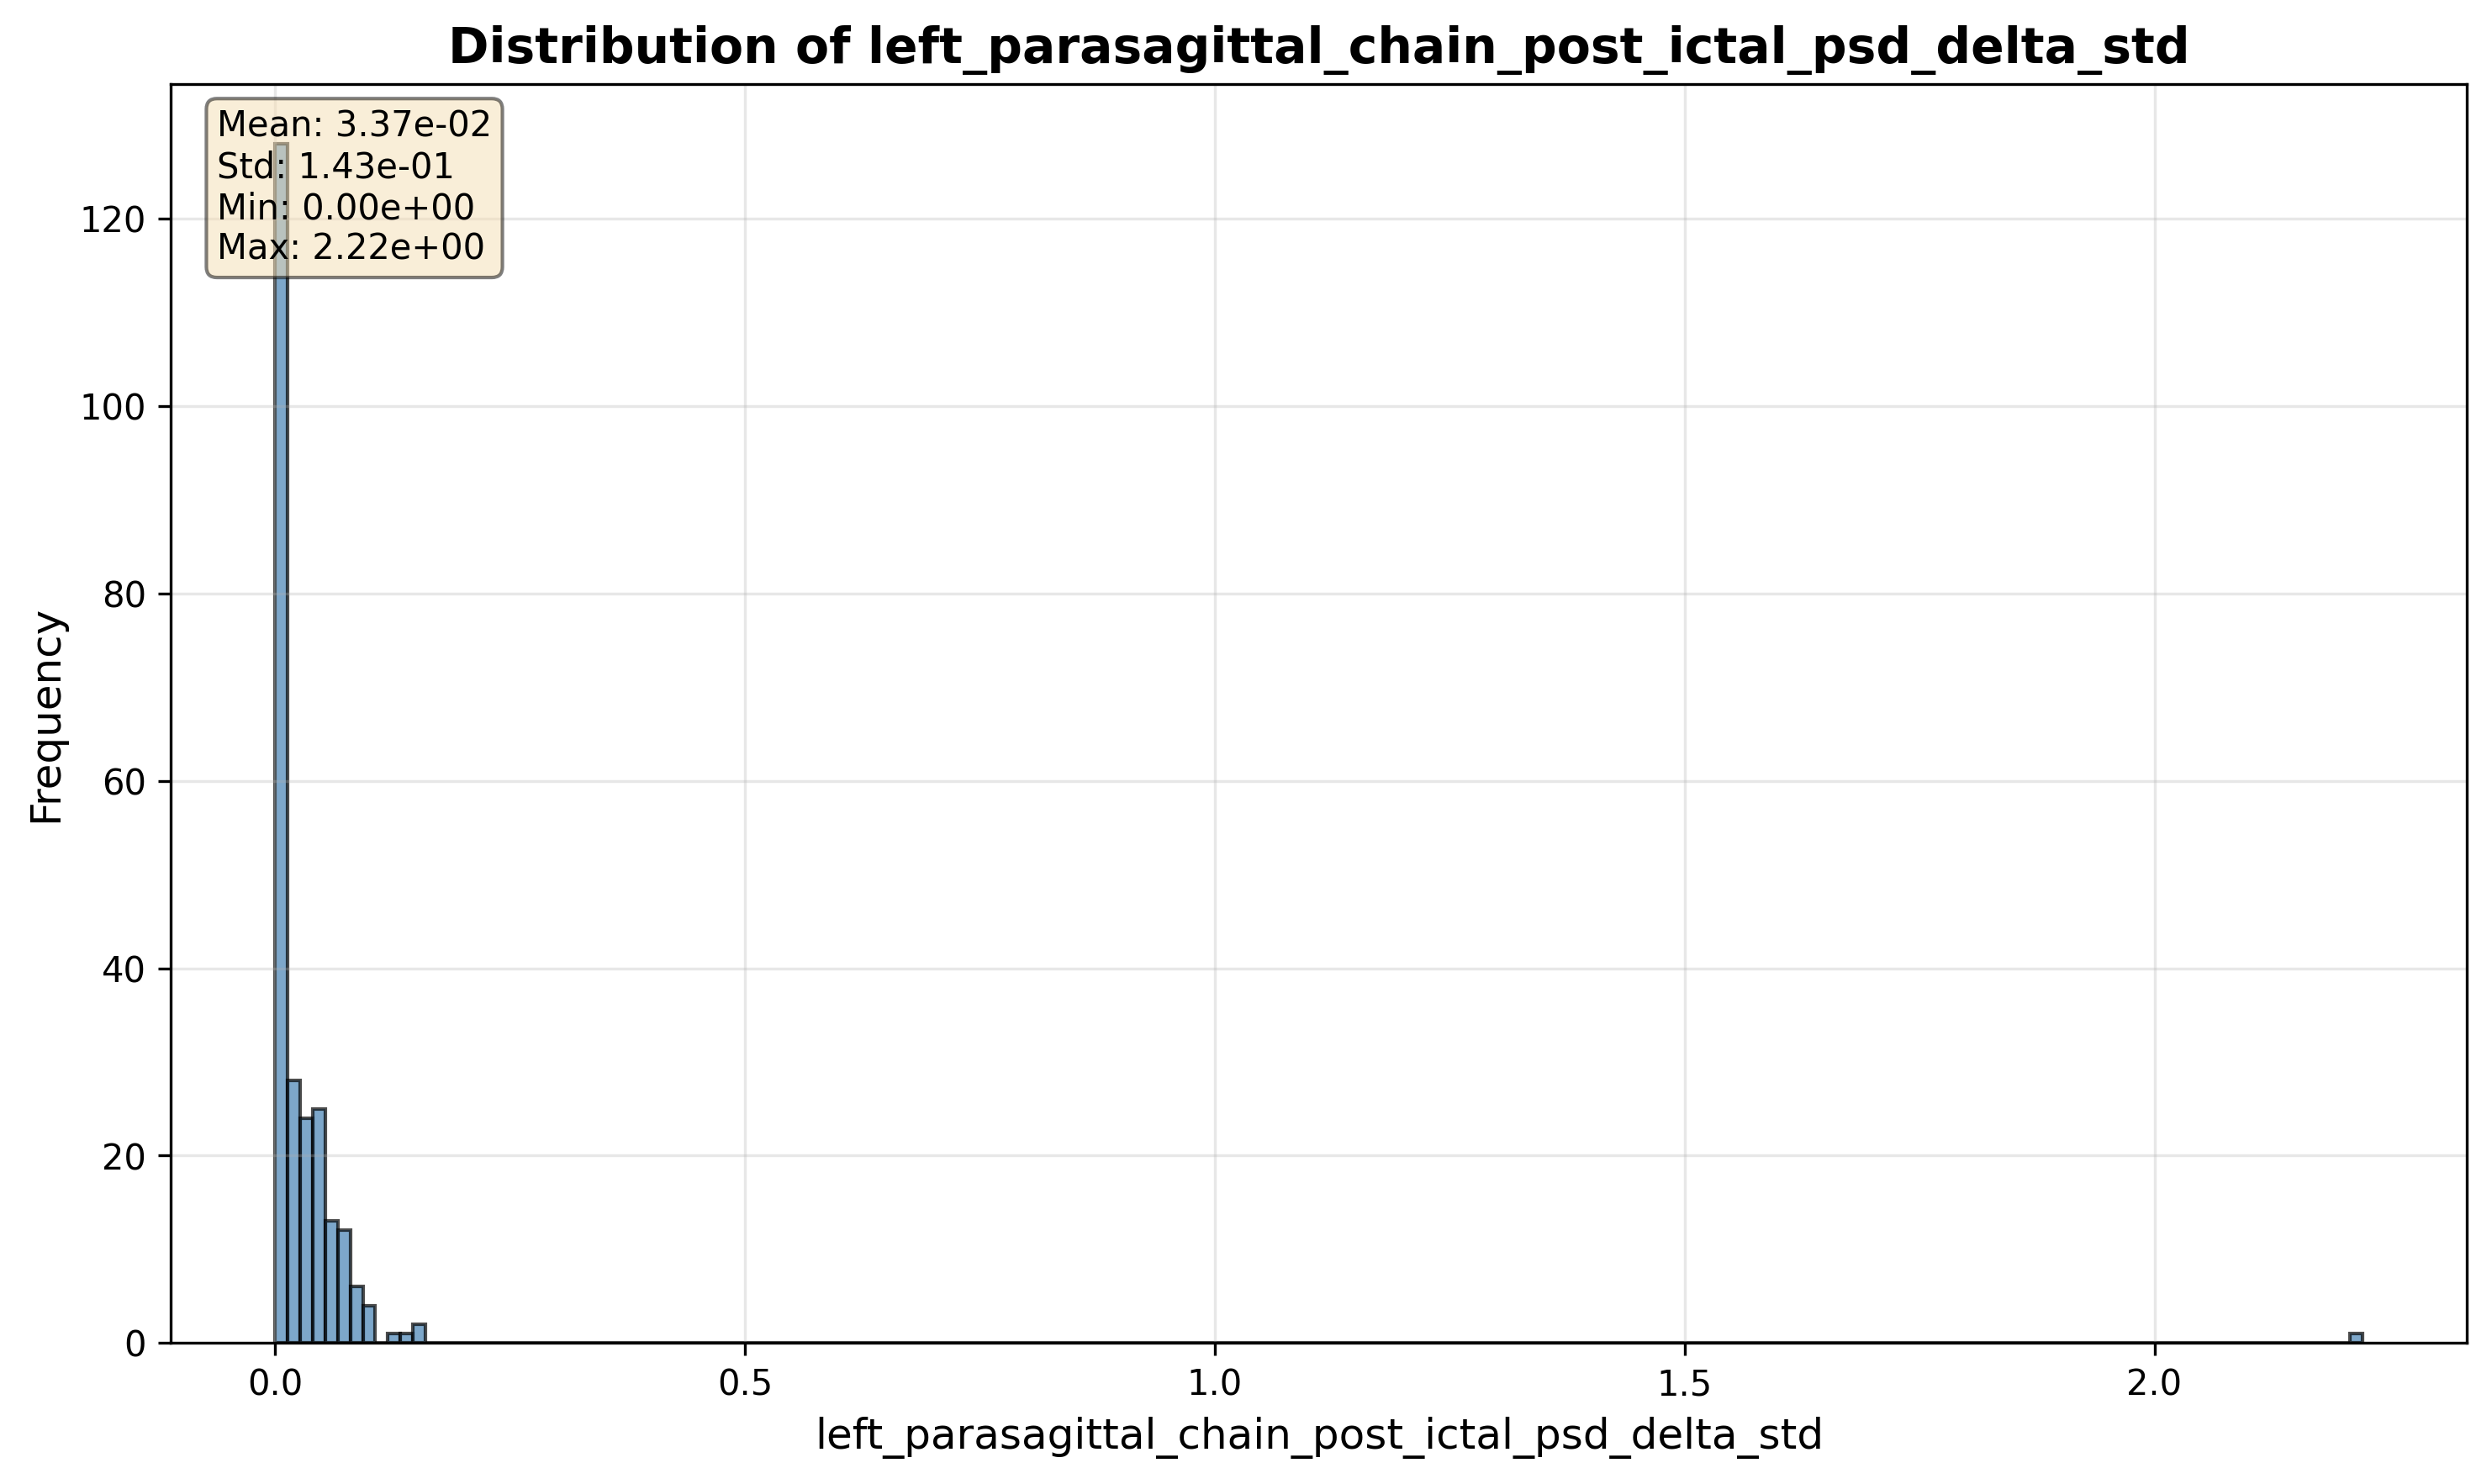 Distribution of left_parasagittal_chain_post_ictal_psd_delta_std
Mean: 3.37e-02
Std: 1.43e-01
Min: 0.00e+00
Max: 2.22e+00
120
100
80
60
40
20
0
Frequency
0.0 0.5 1.0 1.5 2.0
left_parasagittal_chain_post_ictal_psd_delta_std